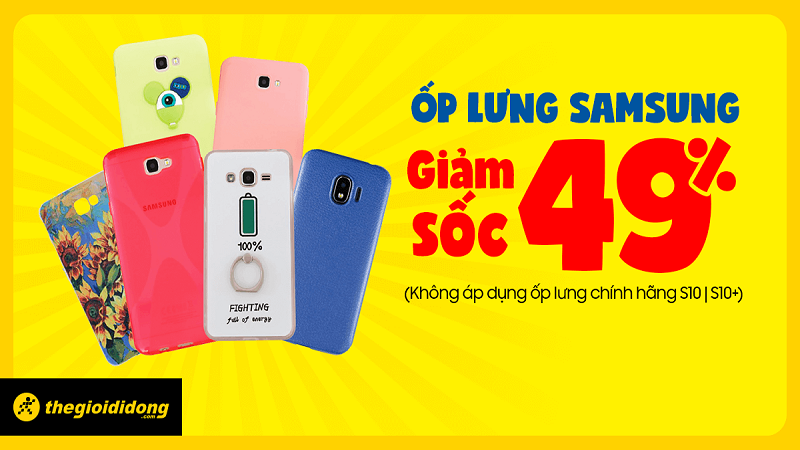 ỐP LƯNG SAMSUNG
Giảm
SỐC
49%
(Không áp dụng ốp lưng chính hãng S10 | S10+)
SAMSUNG
100%
FIGHTING
full of energy
thegioididong
.com